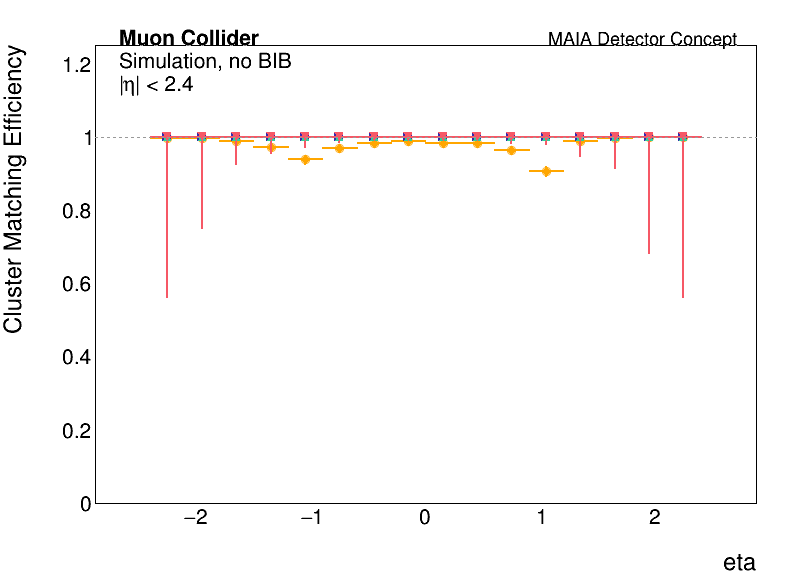 Muon Collider
MAIA Detector Concept
Simulation, no BIB
|η| < 2.4
Cluster Matching Efficiency
1.2
1
0.8
0.6
0.4
0.2
0
−2 −1 0 1 2
eta